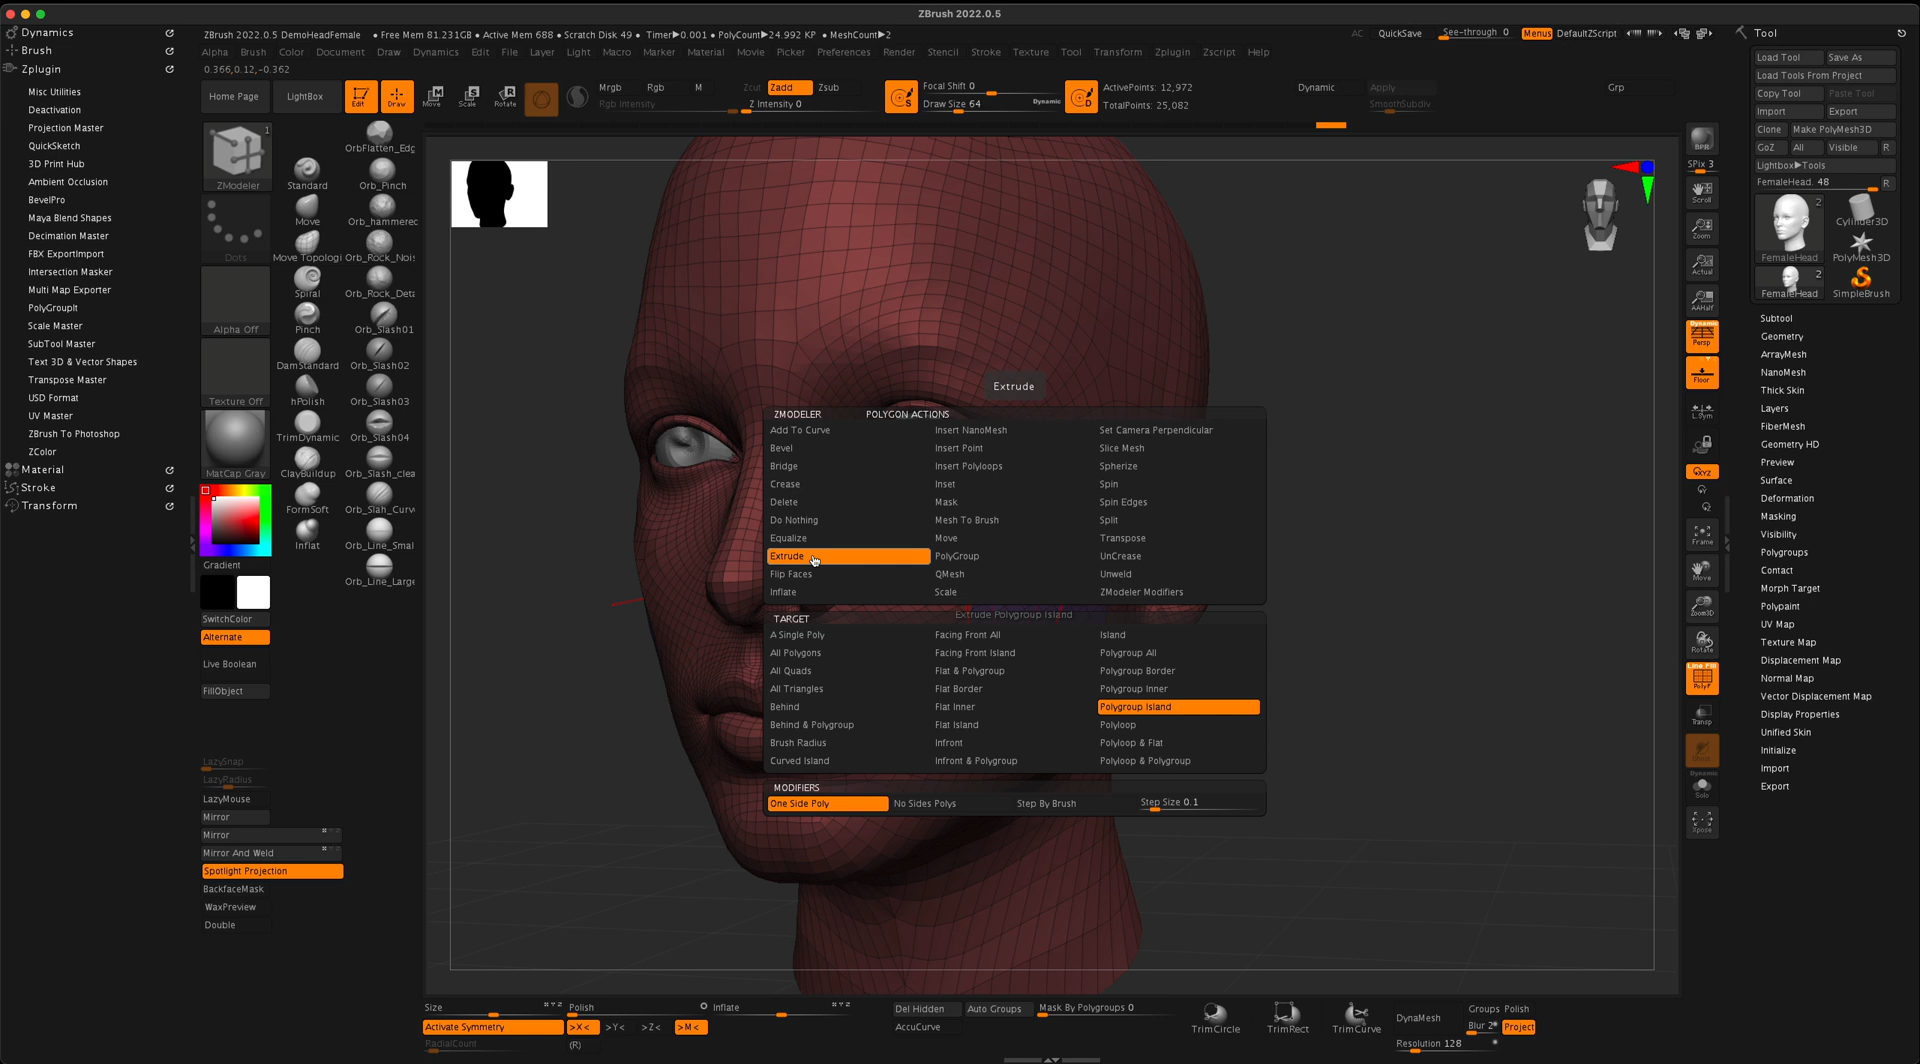 ZBrush 2022.0.5
Dynamics
Brush
Zplugin
Misc Utilities
Deactivation
Projection Master
QuickSketch
3D Print Hub
Ambient Occlusion
BevelPro
Maya Blend Shapes
Decimation Master
FBX ExportImport
Intersection Masker
Multi Map Exporter
PolyGroupIt
Scale Master
SubTool Master
Text 3D & Vector Shapes
Transpose Master
USD Format
UV Master
ZBrush To Photoshop
ZColor
Material
Stroke
Transform
ZBrush 2022.0.5 DemoHeadFemale • Free Mem 81.231GB • Active Mem 688 • Scratch Disk 49 • Timer▶0.001 • PolyCount▶24.992 KP • MeshCount▶2
AC QuickSave See-through 0 Menus DefaultZScript
Alpha Brush Color Document Draw Dynamics Edit File Layer Light Macro Marker Material Movie Picker Preferences Render Stencil Stroke Texture Tool Transform Zplugin Zscript Help
0.366,0.12,-0.362
Home Page LightBox Edit Draw Move Scale Rotate
Mrgb Rgb M Zcut Zadd Zsub
Rgb Intensity Z Intensity 0
Focal Shift 0
Draw Size 64 Dynamic
ActivePoints: 12,972
TotalPoints: 25,082
Dynamic Apply Grp
SmoothSubdiv
1
ZModeler
Dots
Alpha Off
Texture Off
MatCap Gray
Gradient
SwitchColor
Alternate
Live Boolean
FillObject
LazySnap
LazyRadius
LazyMouse
Mirror
Mirror
Mirror And Weld
Spotlight Projection
BackfaceMask
WaxPreview
Double
Standard
Move
Move Topologi
Spiral
Pinch
DamStandard
hPolish
TrimDynamic
ClayBuildup
FormSoft
Inflat
OrbFlatten_Edg
Orb_Pinch
Orb_hammered
Orb_Rock_Nois
Orb_Rock_Deta
Orb_Slash01
Orb_Slash02
Orb_Slash03
Orb_Slash04
Orb_Slash_clea
Orb_Slah_Curv
Orb_Line_Smal
Orb_Line_Large
Extrude
ZMODELER POLYGON ACTIONS
Add To Curve Insert NanoMesh Set Camera Perpendicular
Bevel Insert Point Slice Mesh
Bridge Insert Polyloops Spherize
Crease Inset Spin
Delete Mask Spin Edges
Do Nothing Mesh To Brush Split
Equalize Move Transpose
Extrude PolyGroup UnCrease
Flip Faces QMesh Unweld
Inflate Scale ZModeler Modifiers
Extrude Polygroup Island
TARGET
A Single Poly Facing Front All Island
All Polygons Facing Front Island Polygroup All
All Quads Flat & Polygroup Polygroup Border
All Triangles Flat Border Polygroup Inner
Behind Flat Inner Polygroup Island
Behind & Polygroup Flat Island Polyloop
Brush Radius Infront Polyloop & Flat
Curved Island Infront & Polygroup Polyloop & Polygroup
MODIFIERS
One Side Poly No Sides Polys Step By Brush Step Size 0.1
BPR
SPix 3
Scroll
Zoom
Actual
AAHalf
Dynamic
Persp
Floor
L.Sym
XYZ
Frame
Move
Zoom3D
Rotate
Line Fill
PolyF
Transp
Ghost
Dynamic
Solo
Xpose
Tool
Load Tool Save As
Load Tools From Project
Copy Tool Paste Tool
Import Export
Clone Make PolyMesh3D
GoZ All Visible R
Lightbox▶Tools
FemaleHead. 48 R
2
FemaleHead
Cylinder3D
PolyMesh3D
2
FemaleHead
SimpleBrush
Subtool
Geometry
ArrayMesh
NanoMesh
Thick Skin
Layers
FiberMesh
Geometry HD
Preview
Surface
Deformation
Masking
Visibility
Polygroups
Contact
Morph Target
Polypaint
UV Map
Texture Map
Displacement Map
Normal Map
Vector Displacement Map
Display Properties
Unified Skin
Initialize
Import
Export
Size Polish Inflate
Activate Symmetry >X< >Y< >Z< >M<
RadialCount (R)
Del Hidden Auto Groups Mask By Polygroups 0
AccuCurve
TrimCircle TrimRect TrimCurve
DynaMesh
Groups Polish
Blur 2 Project
Resolution 128